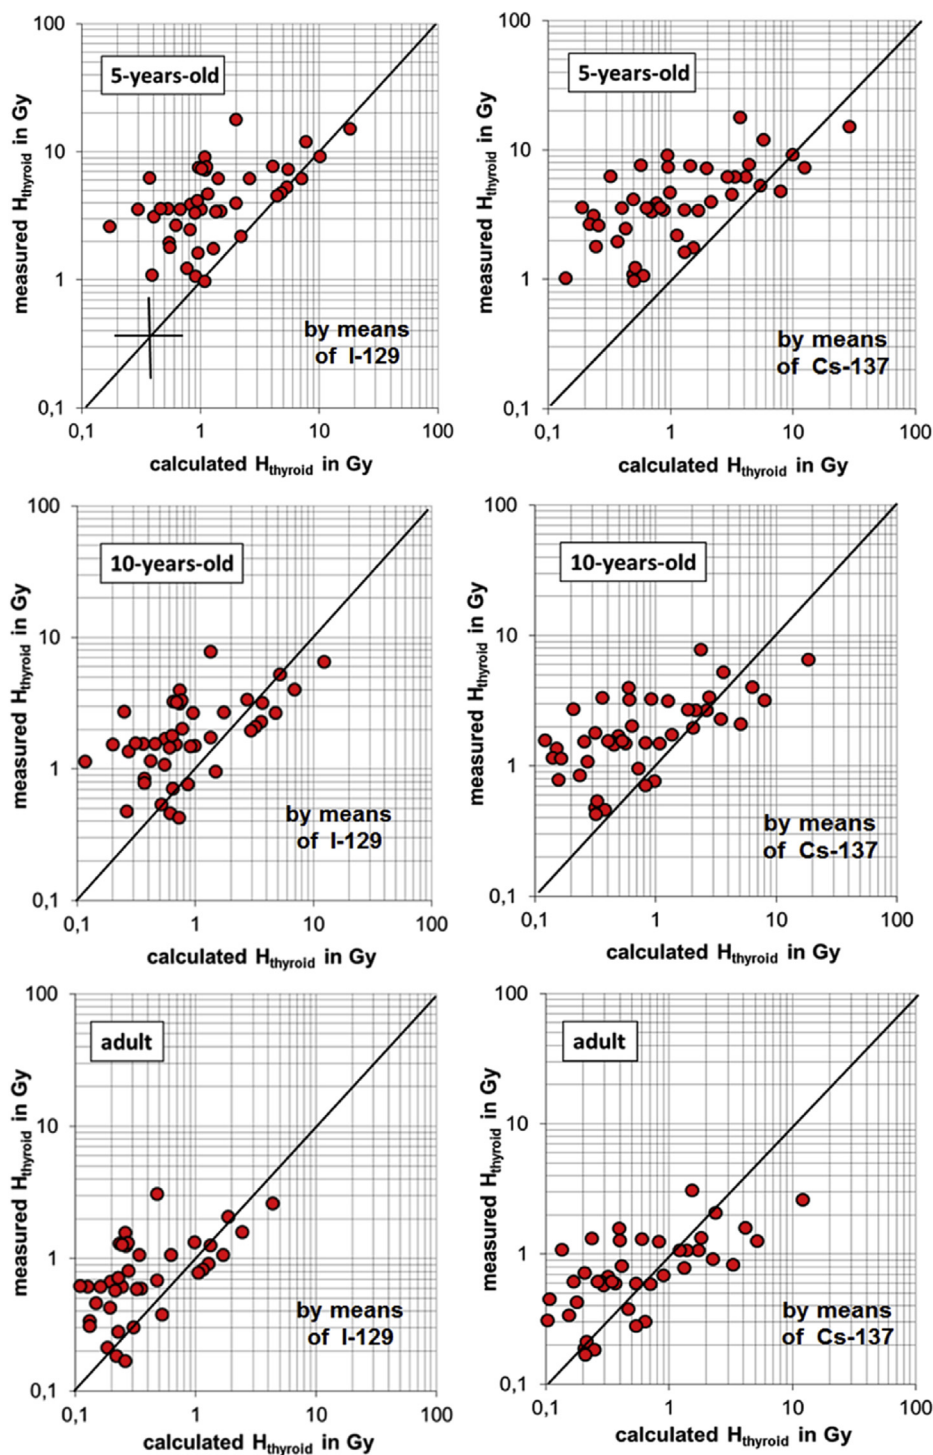 100
10
1
0,1
measured Hthyroid in Gy
5-years-old
by means
of I-129
0,1 1 10 100
calculated Hthyroid in Gy
100
10
1
0,1
measured Hthyroid in Gy
5-years-old
by means
of Cs-137
0,1 1 10 100
calculated Hthyroid in Gy
100
10
1
0,1
measured Hthyroid in Gy
10-years-old
by means
of I-129
0,1 1 10 100
calculated Hthyroid in Gy
100
10
1
0,1
measured Hthyroid in Gy
10-years-old
by means
of Cs-137
0,1 1 10 100
calculated Hthyroid in Gy
100
10
1
0,1
measured Hthyroid in Gy
adult
by means
of I-129
0,1 1 10 100
calculated Hthyroid in Gy
100
10
1
0,1
measured Hthyroid in Gy
adult
by means
of Cs-137
0,1 1 10 100
calculated Hthyroid in Gy